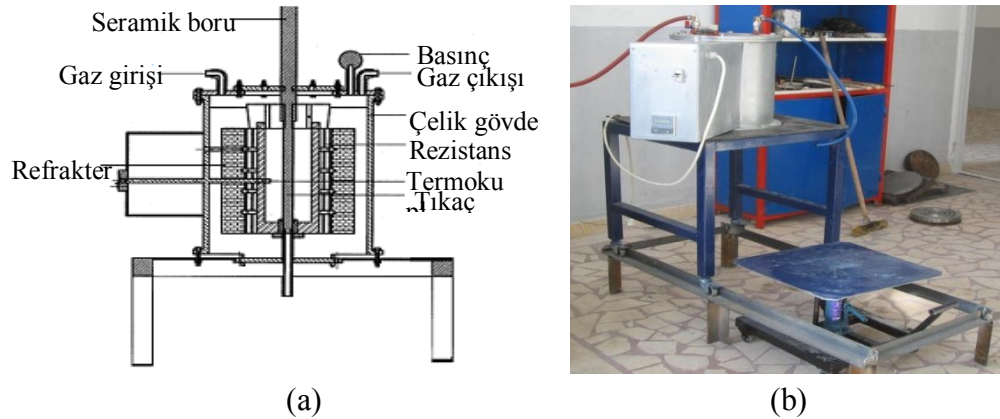 Seramik boru
Basınç
Gaz girişi
Gaz çıkışı
Çelik gövde
Rezistans
Refrakter
Termoku
Tıkaç
(a)
(b)